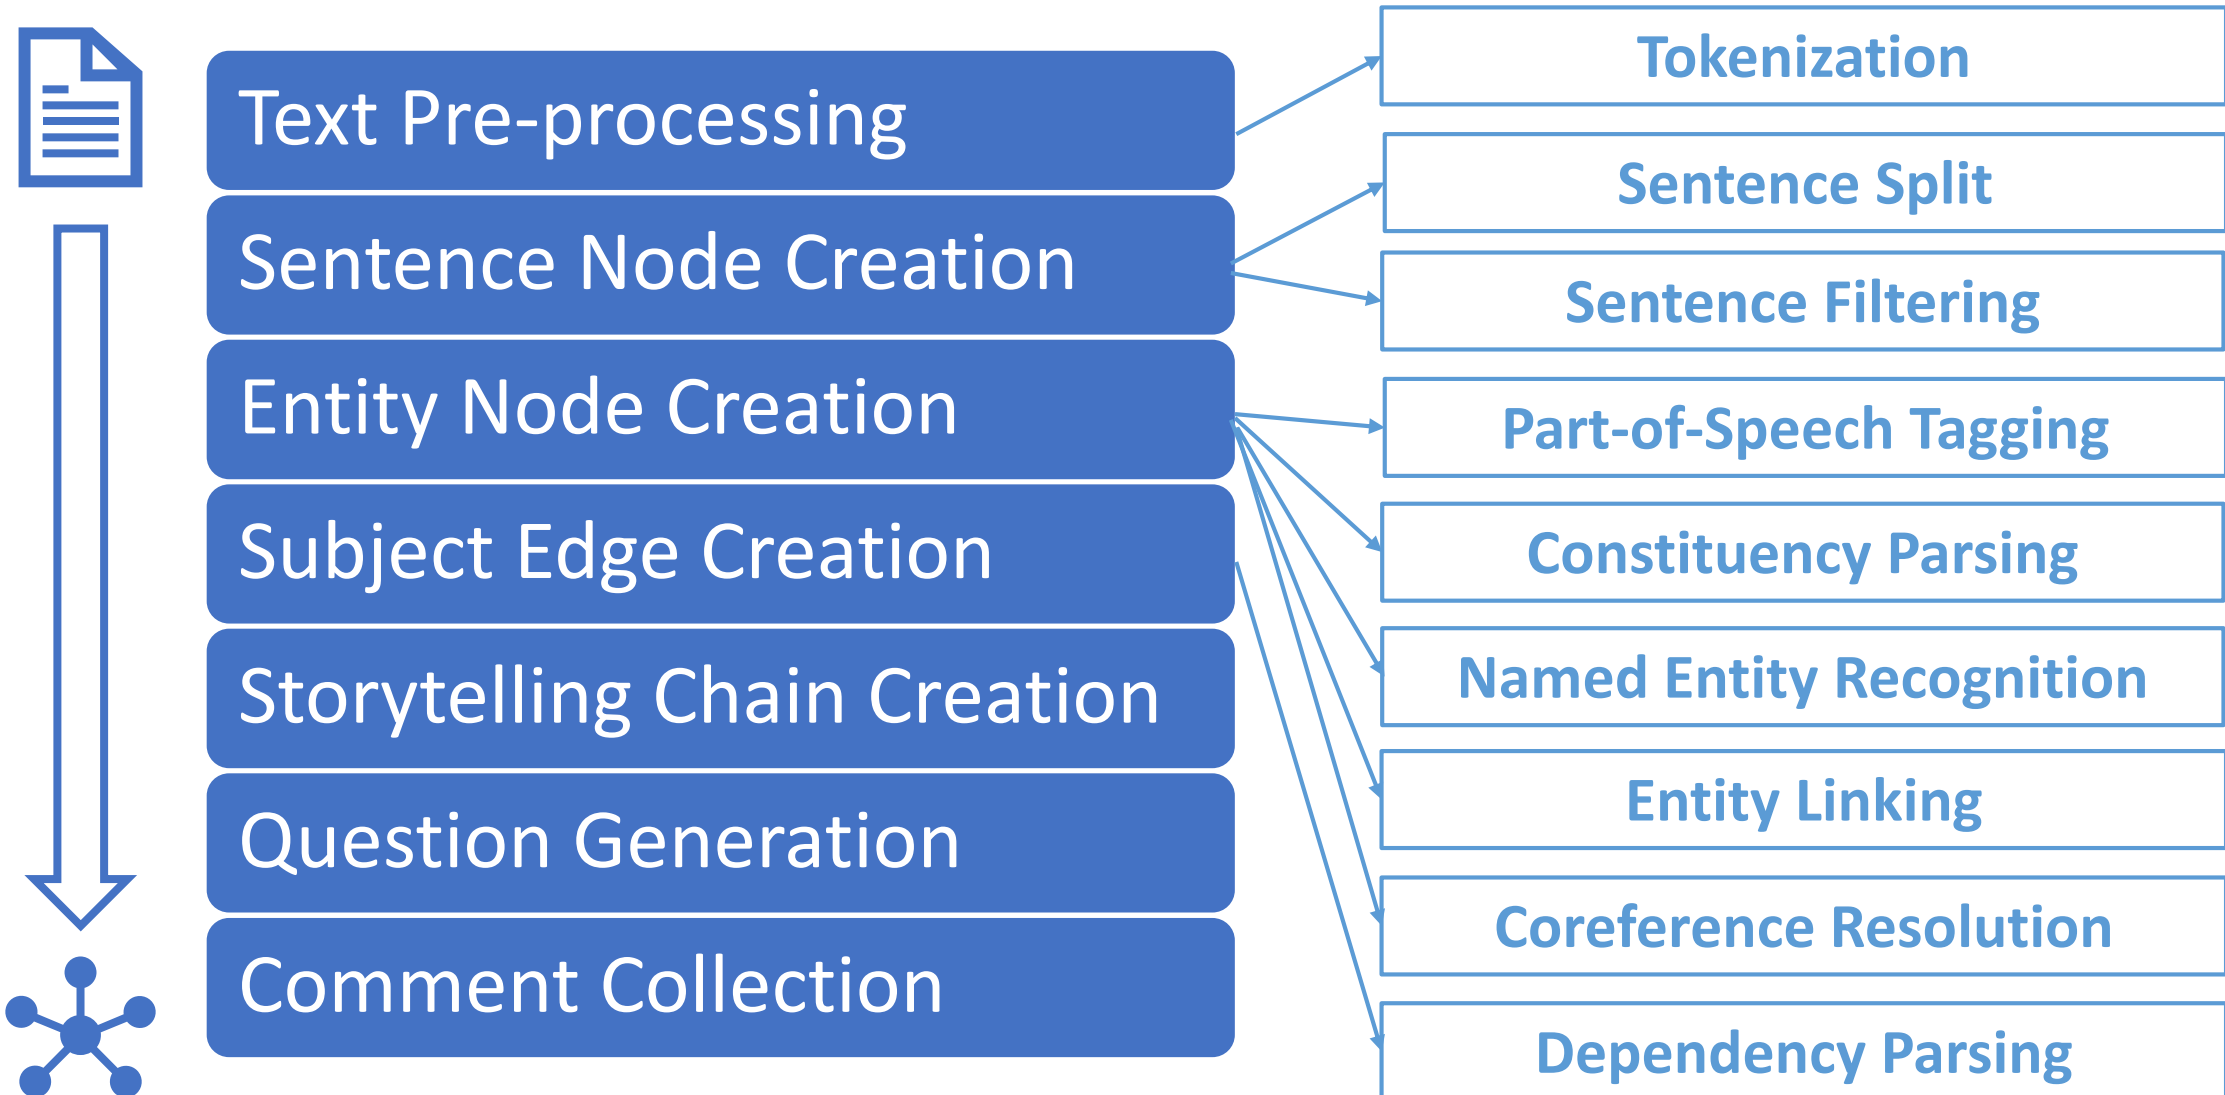 Text Pre-processing
Sentence Node Creation
Entity Node Creation
Subject Edge Creation
Storytelling Chain Creation
Question Generation
Comment Collection
Tokenization
Sentence Split
Sentence Filtering
Part-of-Speech Tagging
Constituency Parsing
Named Entity Recognition
Entity Linking
Coreference Resolution
Dependency Parsing